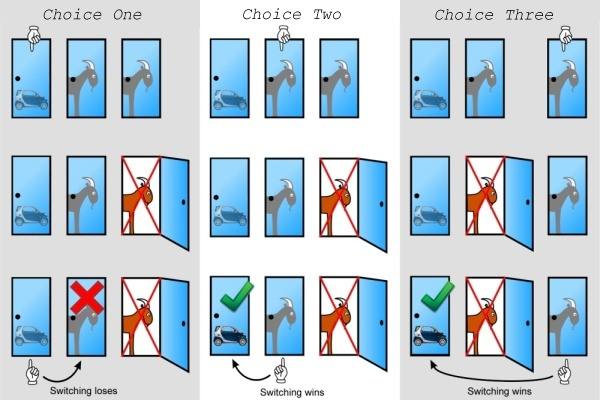 Choice One
Choice Two
Choice Three
Switching loses
Switching wins
Switching wins